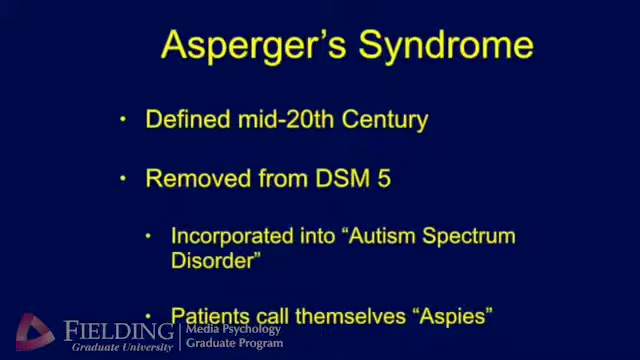 Asperger's Syndrome
• Defined mid-20th Century
• Removed from DSM 5
• Incorporated into “Autism Spectrum
Disorder”
• Patients call themselves “Aspies”
FIELDING
Graduate University
Media Psychology
Graduate Program